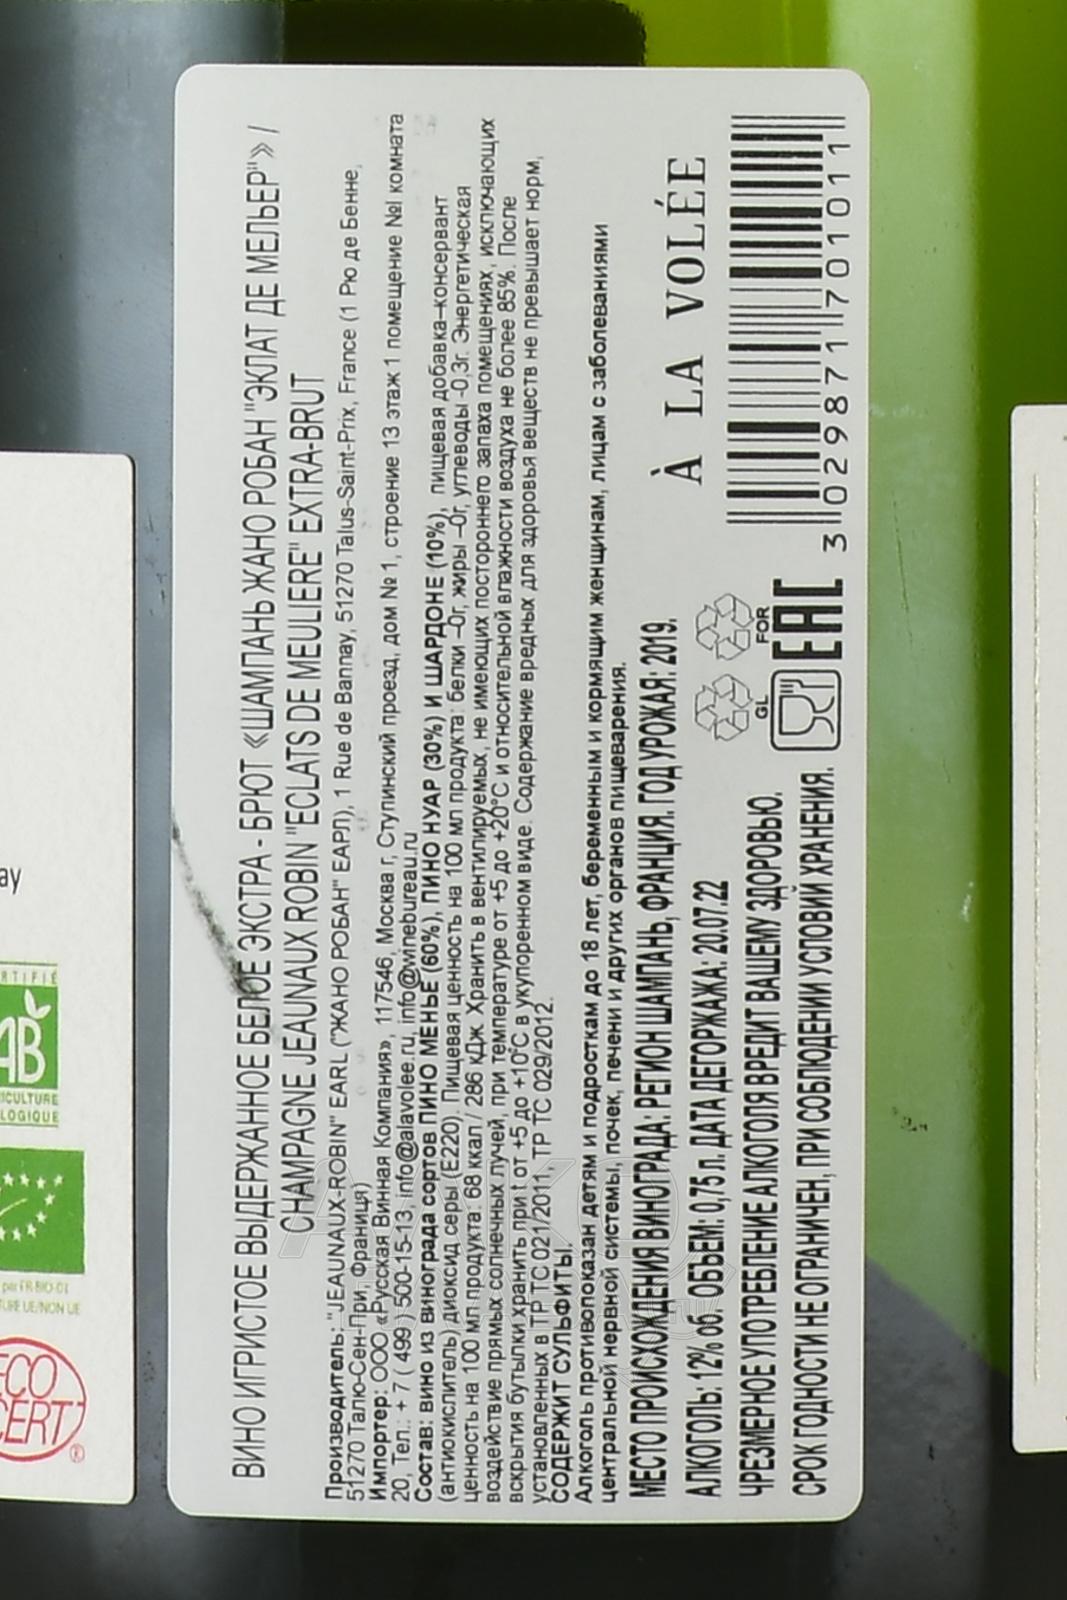 ВИНО ИГРИСТОЕ ВЫДЕРЖАННОЕ БЕЛОЕ ЭКСТРА - БРЮТ «ШАМПАНЬ ЖАНО РОБАН "ЭКЛАТ ДЕ МЕЛЬЕР"» /
CHAMPAGNE JEAUNAUX ROBIN "ECLATS DE MEULIERE" EXTRA-BRUT
Производитель: "JEAUNAUX-ROBIN" EARL ("ЖАНО РОБАН" ЕАРЛ), 1 Rue de Bannay, 51270 Talus-Saint-Prix, France (1 Рю де Бенне,
51270 Талю-Сен-При, Франция)
Импортер: ООО «Русская Винная Компания», 117546, Москва г, Ступинский проезд, дом № 1, строение 13 этаж 1 помещение №I комната
20, Тел.: + 7 ( 499 ) 500-15-13, info@alavolee.ru, info@winebureau.ru
Состав: вино из винограда сортов ПИНО МЕНЬЕ (60%), ПИНО НУАР (30%) И ШАРДОНЕ (10%), пищевая добавка–консервант
(антиокислитель) диоксид серы (Е220). Пищевая ценность на 100 мл продукта: белки –0г, жиры –0г, углеводы -0,3г. Энергетическая
ценность на 100 мл продукта: 68 ккал / 286 кДж. Хранить в вентилируемых, не имеющих постороннего запаха помещениях, исключающих
воздействие прямых солнечных лучей, при температуре от +5 до +20°С и относительной влажности воздуха не более 85%. После
вскрытия бутылки хранить при t от +5 до +10°С в укупоренном виде. Содержание вредных для здоровья веществ не превышает норм,
установленных в ТР ТС 021/2011, ТР ТС 029/2012.
СОДЕРЖИТ СУЛЬФИТЫ.
Алкоголь противопоказан детям и подросткам до 18 лет, беременным и кормящим женщинам, лицам с заболеваниями
центральной нервной системы, почек, печени и других органов пищеварения.
МЕСТО ПРОИСХОЖДЕНИЯ ВИНОГРАДА: РЕГИОН ШАМПАНЬ, ФРАНЦИЯ. ГОД УРОЖАЯ: 2019.
АЛКОГОЛЬ: 12% об. ОБЪЕМ: 0,75 л. ДАТА ДЕГОРЖАЖА: 20.07.22
ЧРЕЗМЕРНОЕ УПОТРЕБЛЕНИЕ АЛКОГОЛЯ ВРЕДИТ ВАШЕМУ ЗДОРОВЬЮ.
СРОК ГОДНОСТИ НЕ ОГРАНИЧЕН, ПРИ СОБЛЮДЕНИИ УСЛОВИЙ ХРАНЕНИЯ.
GL FOR
EAC
À LA VOLÉE
3 029871 701011
ay
AB
ECO
CERT